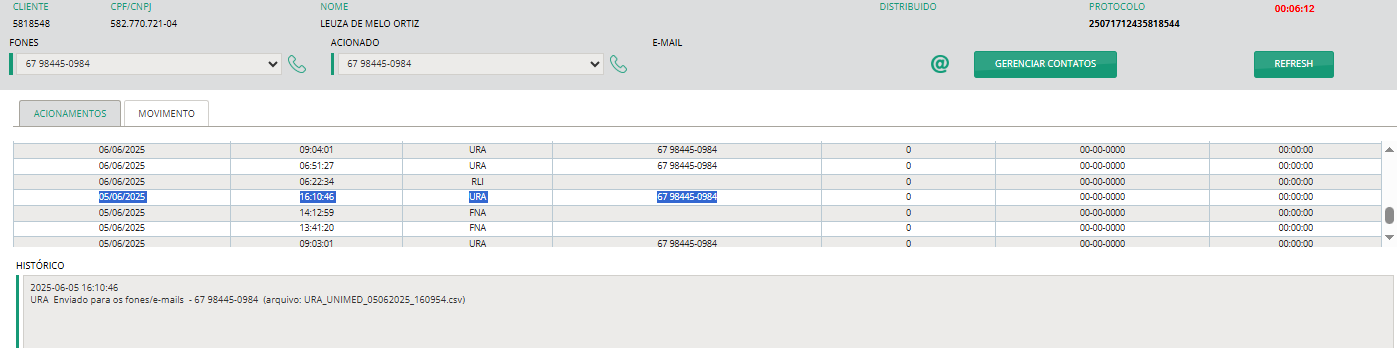 CLIENTE CPF/CNPJ NOME DISTRIBUIDO PROTOCOLO 00:06:12
5818548 582.770.721-04 LEUZA DE MELO ORTIZ 25071712435818544
FONES ACIONADO E-MAIL
67 98445-0984 67 98445-0984 @ GERENCIAR CONTATOS REFRESH
ACIONAMENTOS MOVIMENTO
06/06/2025 09:04:01 URA 67 98445-0984 0 00-00-0000 00:00:00
06/06/2025 06:51:27 URA 67 98445-0984 0 00-00-0000 00:00:00
06/06/2025 06:22:34 RLI 0 00-00-0000 00:00:00
05/06/2025 16:10:46 URA 67 98445-0984 0 00-00-0000 00:00:00
05/06/2025 14:12:59 FNA 0 00-00-0000 00:00:00
05/06/2025 13:41:20 FNA 0 00-00-0000 00:00:00
05/06/2025 09:03:01 URA 67 98445-0984 0 00-00-0000 00:00:00
HISTÓRICO
2025-06-05 16:10:46
URA Enviado para os fones/e-mails - 67 98445-0984 (arquivo: URA_UNIMED_05062025_160954.csv)